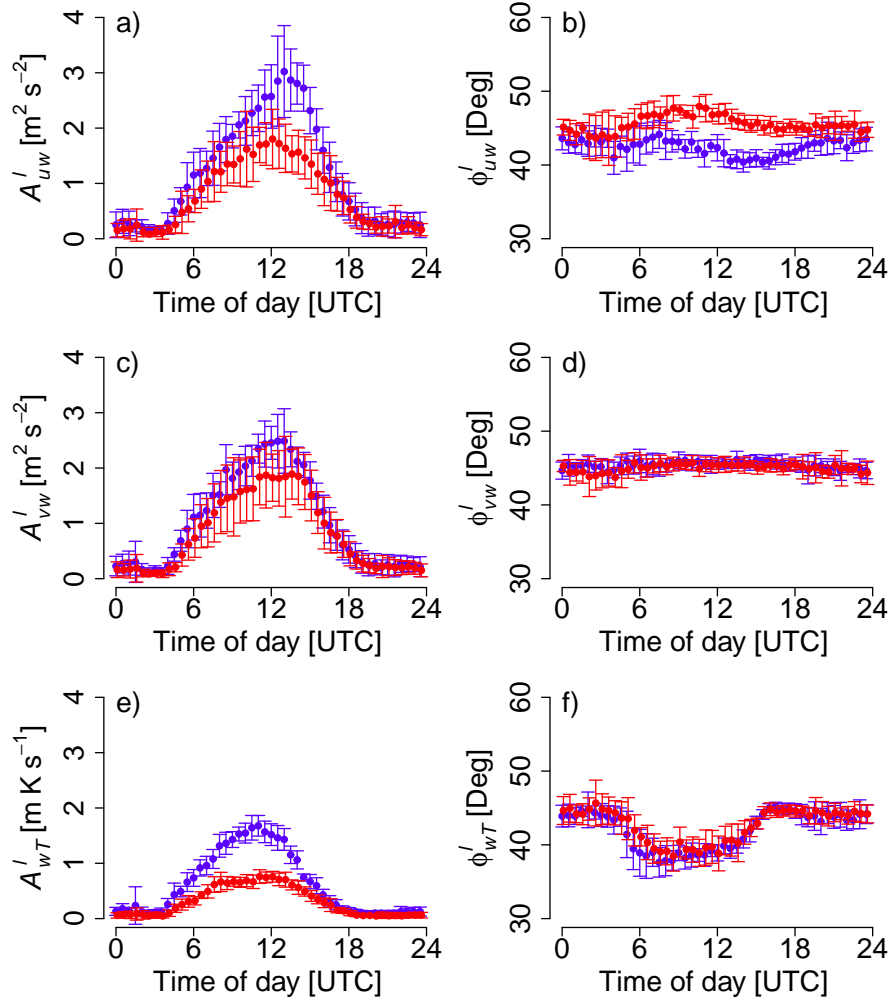 a)
A^I_uw [m² s⁻²]
4
3
2
1
0
0 6 12 18 24
Time of day [UTC]
b)
ϕ^I_uw [Deg]
60
50
40
30
0 6 12 18 24
Time of day [UTC]
c)
A^I_vw [m² s⁻²]
4
3
2
1
0
0 6 12 18 24
Time of day [UTC]
d)
ϕ^I_vw [Deg]
60
50
40
30
0 6 12 18 24
Time of day [UTC]
e)
A^I_wT [m K s⁻¹]
4
3
2
1
0
0 6 12 18 24
Time of day [UTC]
f)
ϕ^I_wT [Deg]
60
50
40
30
0 6 12 18 24
Time of day [UTC]